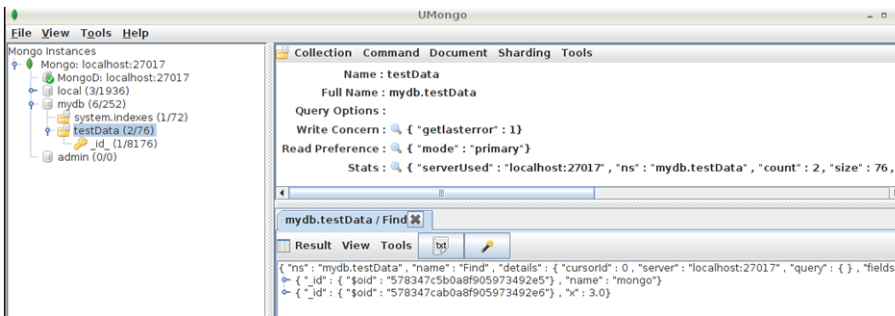 UMongo
File View Tools Help
Mongo Instances
Mongo: localhost:27017
MongoD: localhost:27017
local (3/1936)
mydb (6/252)
system.indexes (1/72)
testData (2/76)
_id_ (1/8176)
admin (0/0)
Collection Command Document Sharding Tools
Name : testData
Full Name : mydb.testData
Query Options :
Write Concern : { "getlasterror" : 1}
Read Preference : { "mode" : "primary"}
Stats : { "serverUsed" : "localhost:27017" , "ns" : "mydb.testData" , "count" : 2 , "size" : 76 ,
mydb.testData / Find
Result View Tools txt
{ "ns" : "mydb.testData" , "name" : "Find" , "details" : { "cursorId" : 0 , "server" : "localhost:27017" , "query" : { } , "fields
{ "_id" : { "$oid" : "578347c5b0a8f905973492e5"} , "name" : "mongo"}
{ "_id" : { "$oid" : "578347cab0a8f905973492e6"} , "x" : 3.0}